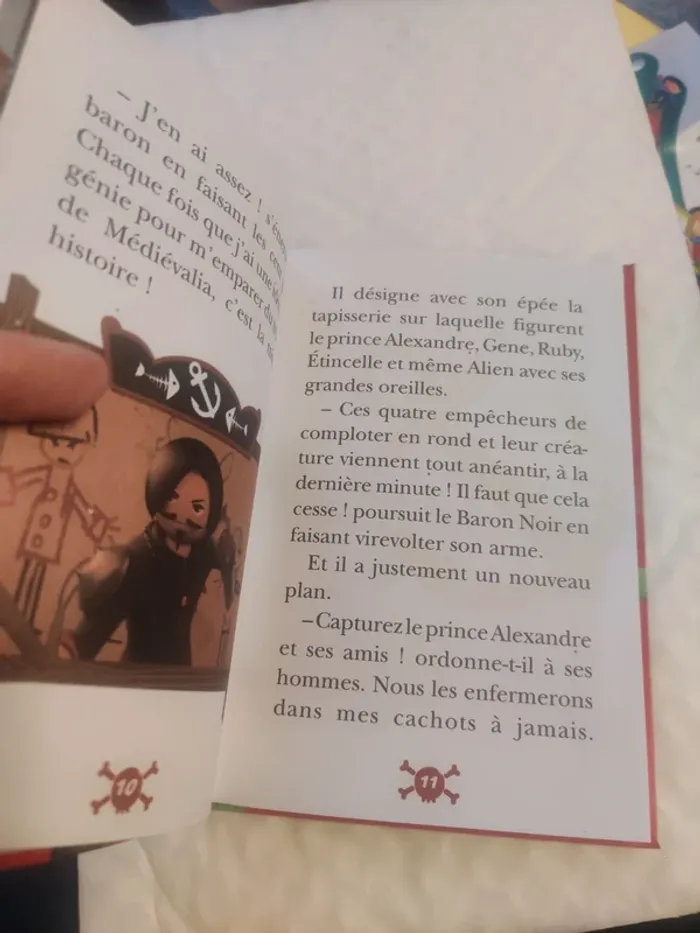 – J'en ai assez ! s'
baron en faisant les
Chaque fois que j'ai une
génie pour m'emparer du
de Médiévalia, c'est la
histoire !
10
Il désigne avec son épée la
tapisserie sur laquelle figurent
le prince Alexandre, Gene, Ruby,
Étincelle et même Alien avec ses
grandes oreilles.
– Ces quatre empêcheurs de
comploter en rond et leur créa-
ture viennent tout anéantir, à la
dernière minute ! Il faut que cela
cesse ! poursuit le Baron Noir en
faisant virevolter son arme.
Et il a justement un nouveau
plan.
– Capturez le prince Alexandre
et ses amis ! ordonne-t-il à ses
hommes. Nous les enfermerons
dans mes cachots à jamais.
11